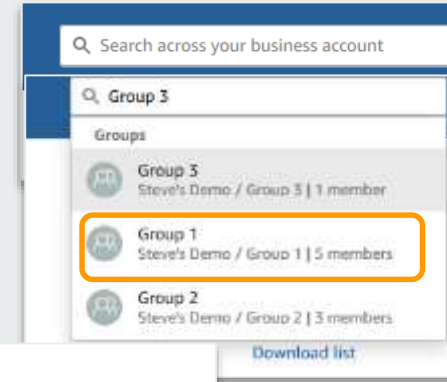 Search across your business account
Group 3
Groups
Group 3
Steve's Demo / Group 3 | 1 member
Group 1
Steve's Demo / Group 1 | 5 members
Group 2
Steve's Demo / Group 2 | 3 members
Download list